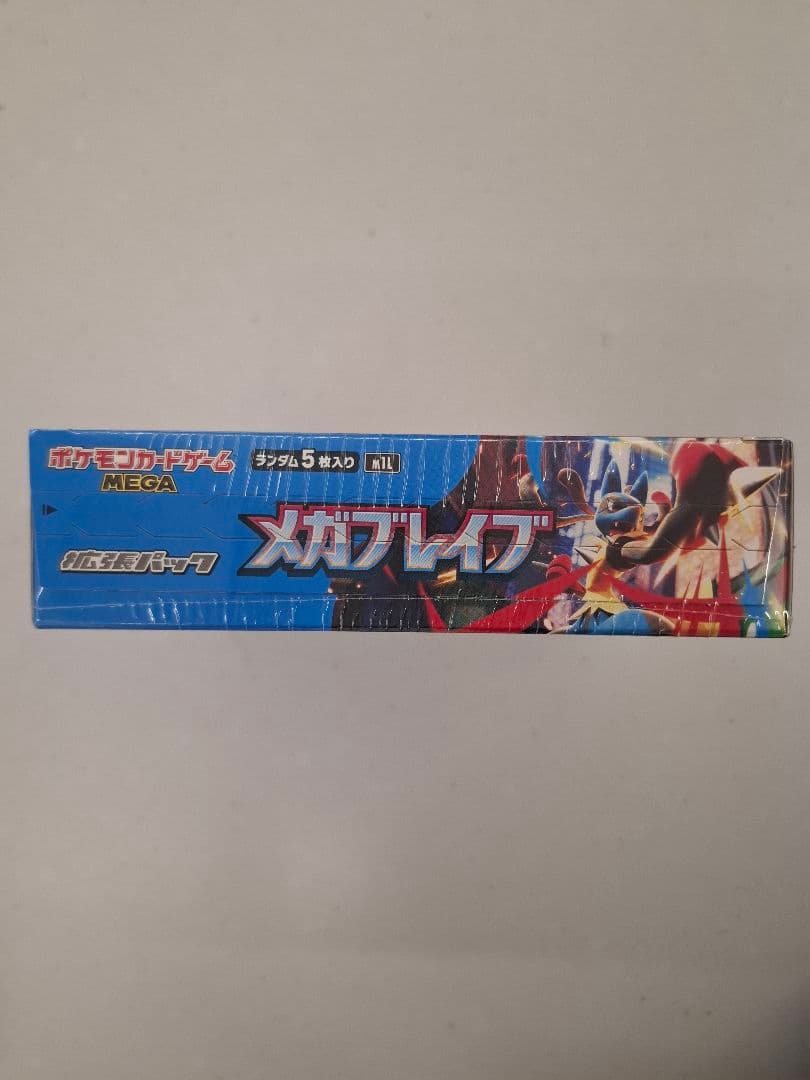 ポケモンカードゲーム
MEGA
ランダム5枚入り
M1L
メガブレイブ
拡張パック